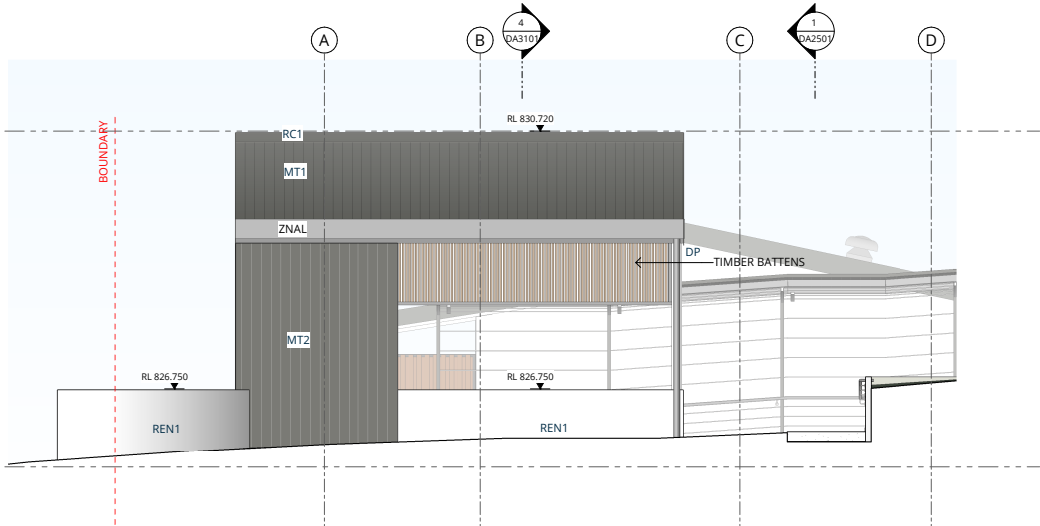 4
DA3101
1
DA2501
A
B
C
D
BOUNDARY
RL 830.720
RC1
MT1
ZNAL
DP
TIMBER BATTENS
MT2
RL 826.750
RL 826.750
REN1
REN1